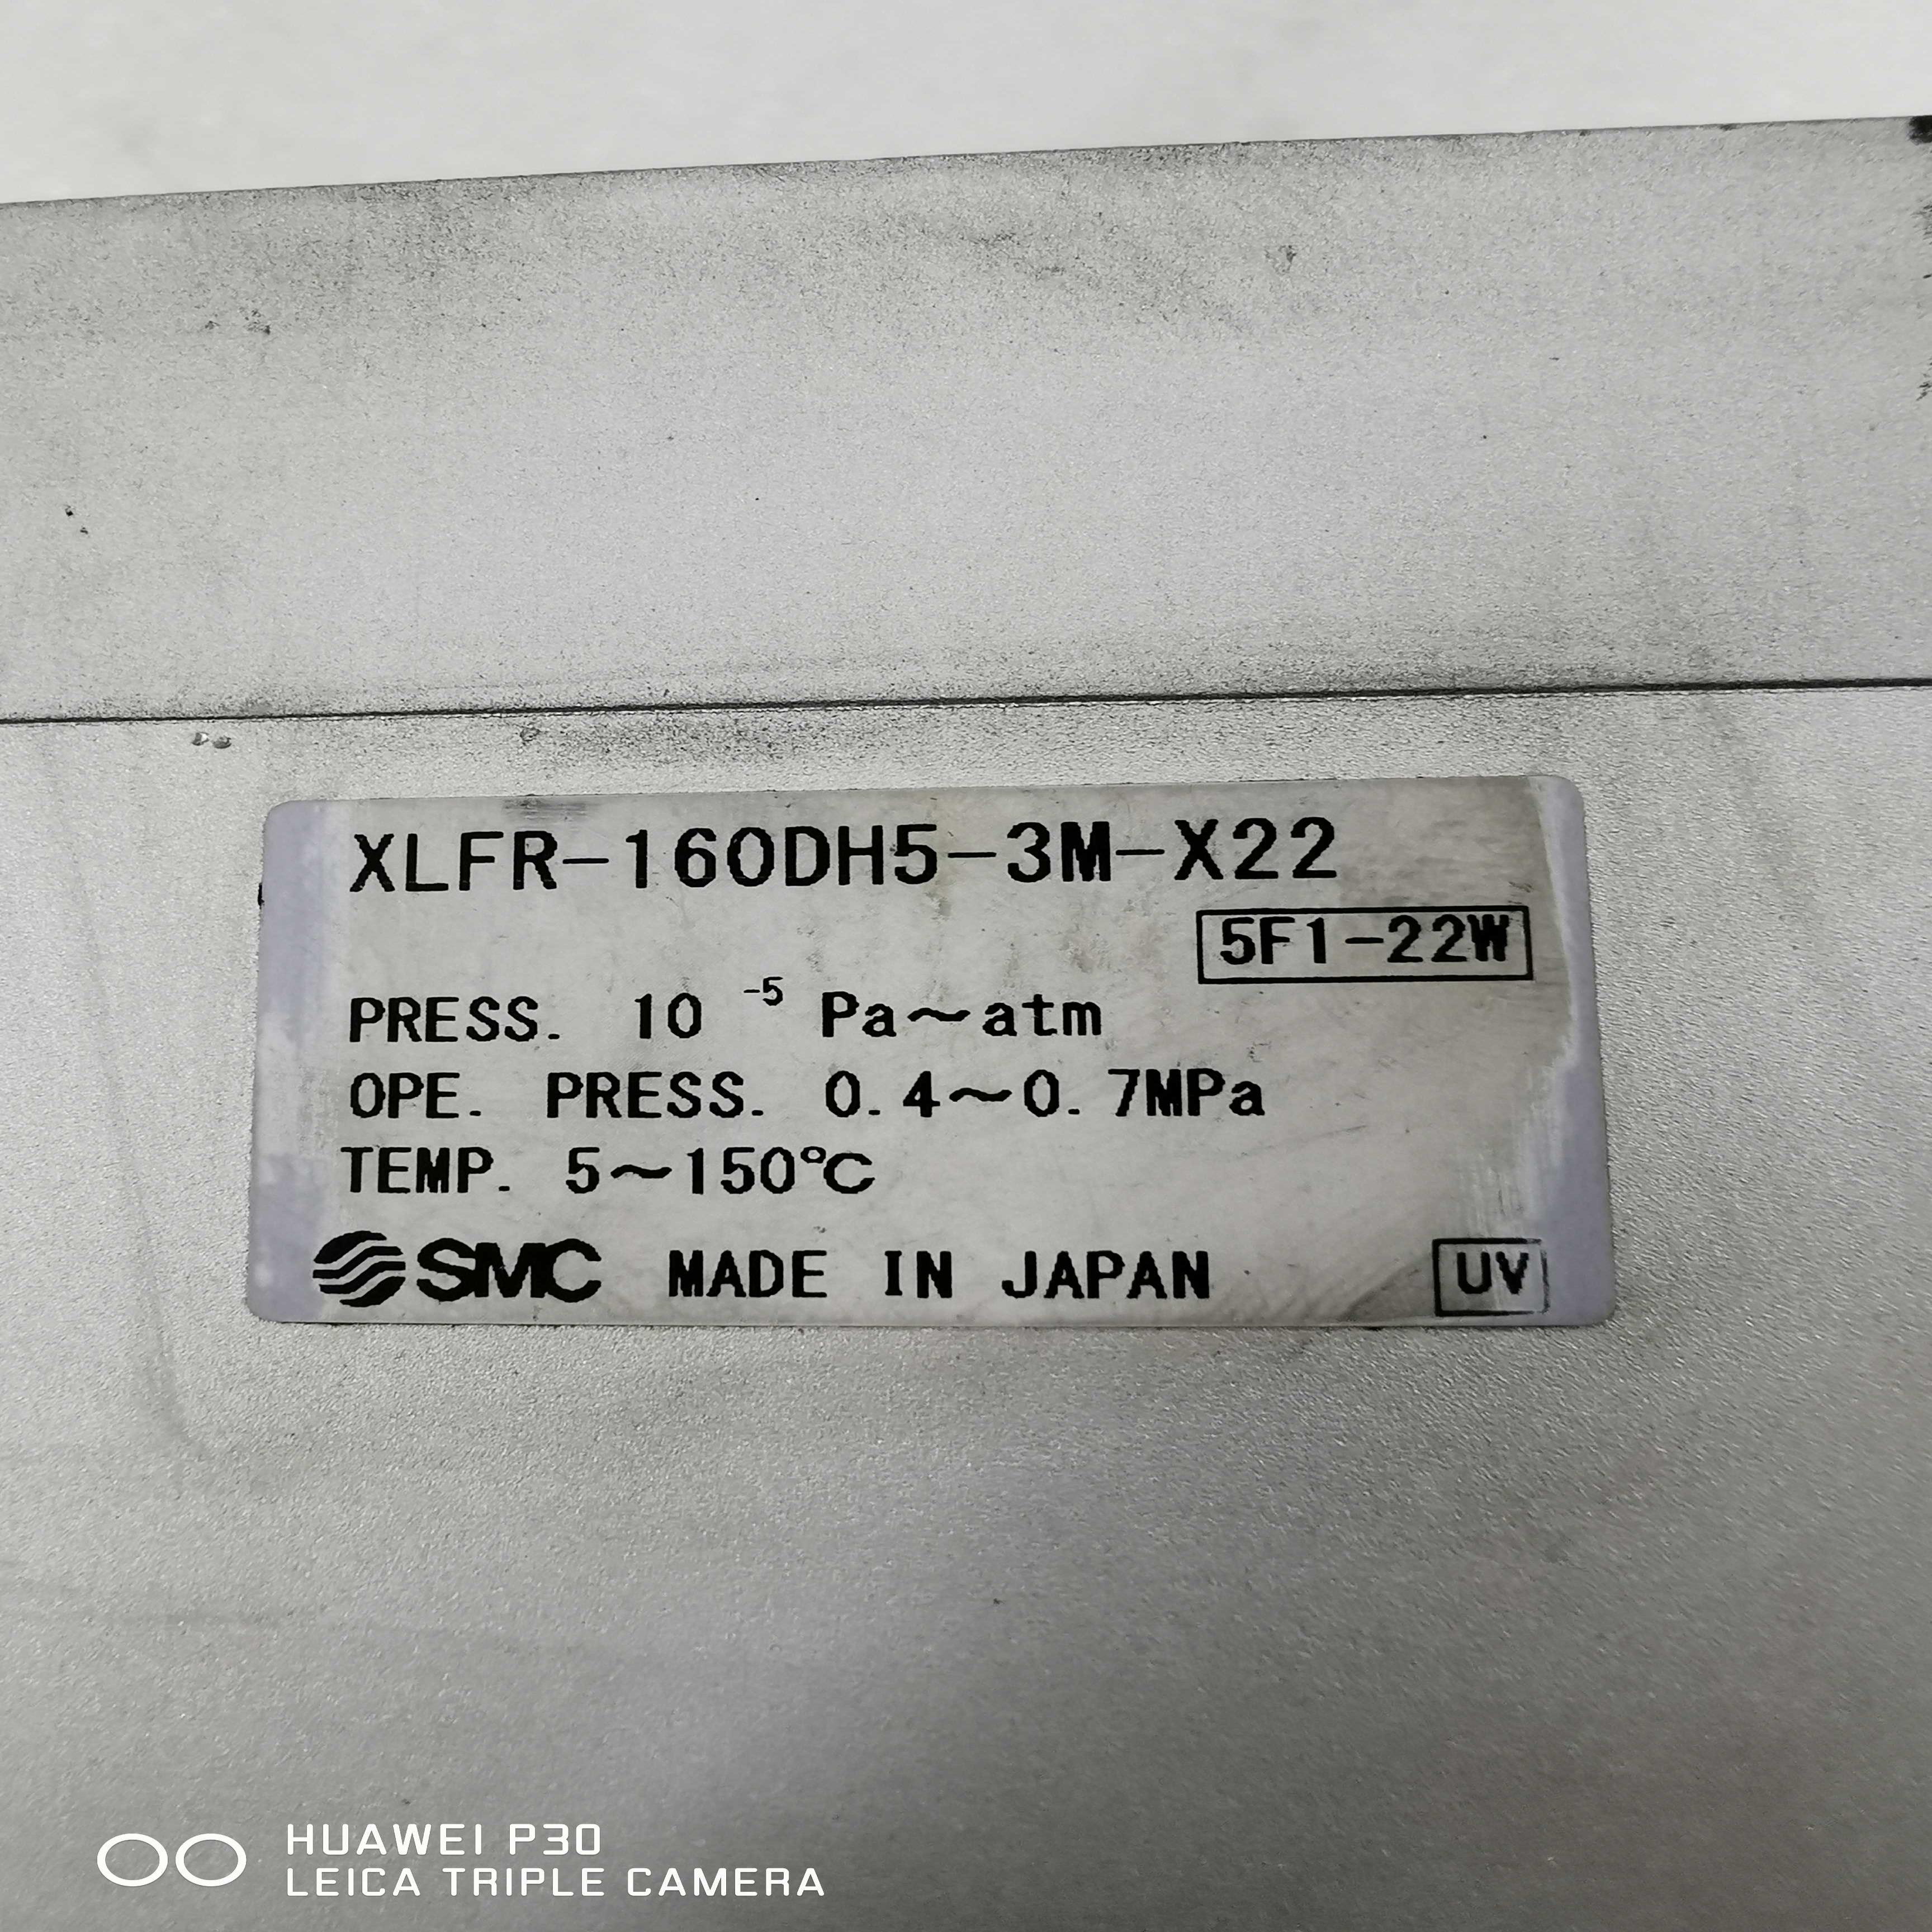 XLFR-160DH5-3M-X22
5F1-22W
PRESS. 10 -5 Pa~atm
OPE. PRESS. 0.4~0.7MPa
TEMP. 5~150℃
SMC MADE IN JAPAN UV
HUAWEI P30
LEICA TRIPLE CAMERA